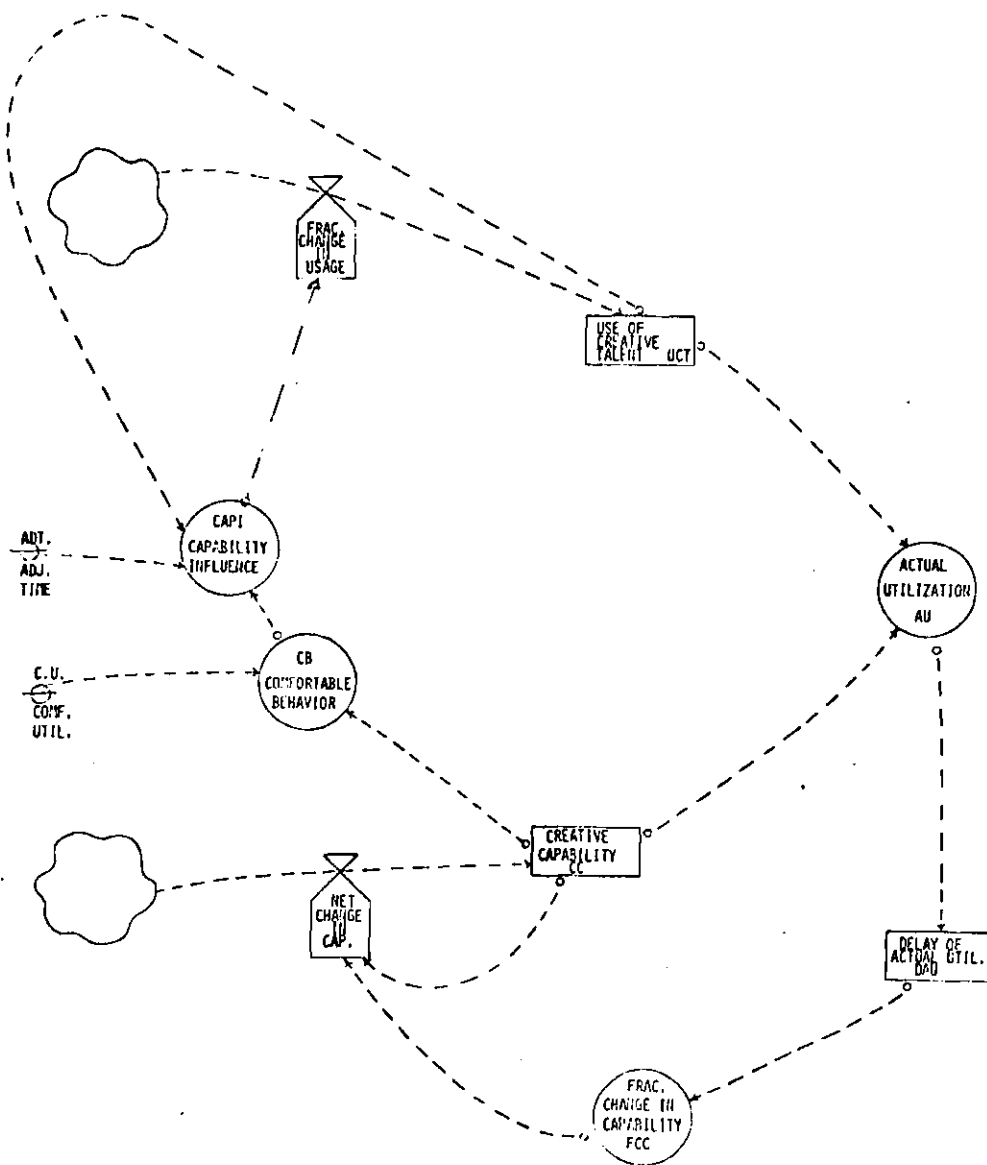 FRAC.
CHANGE
IN
USAGE
USE OF
CREATIVE
TALENT UCT
CAPI
CAPABILITY
INFLUENCE
ADT.
ADJ.
TIME
ACTUAL
UTILIZATION
AU
CB
COMFORTABLE
BEHAVIOR
C.U.
COMF.
UTIL.
CREATIVE
CAPABILITY
CC
NET
CHANGE
IN
CAP.
DELAY OF
ACTUAL UTIL.
DAU
FRAC.
CHANGE IN
CAPABILITY
FCC